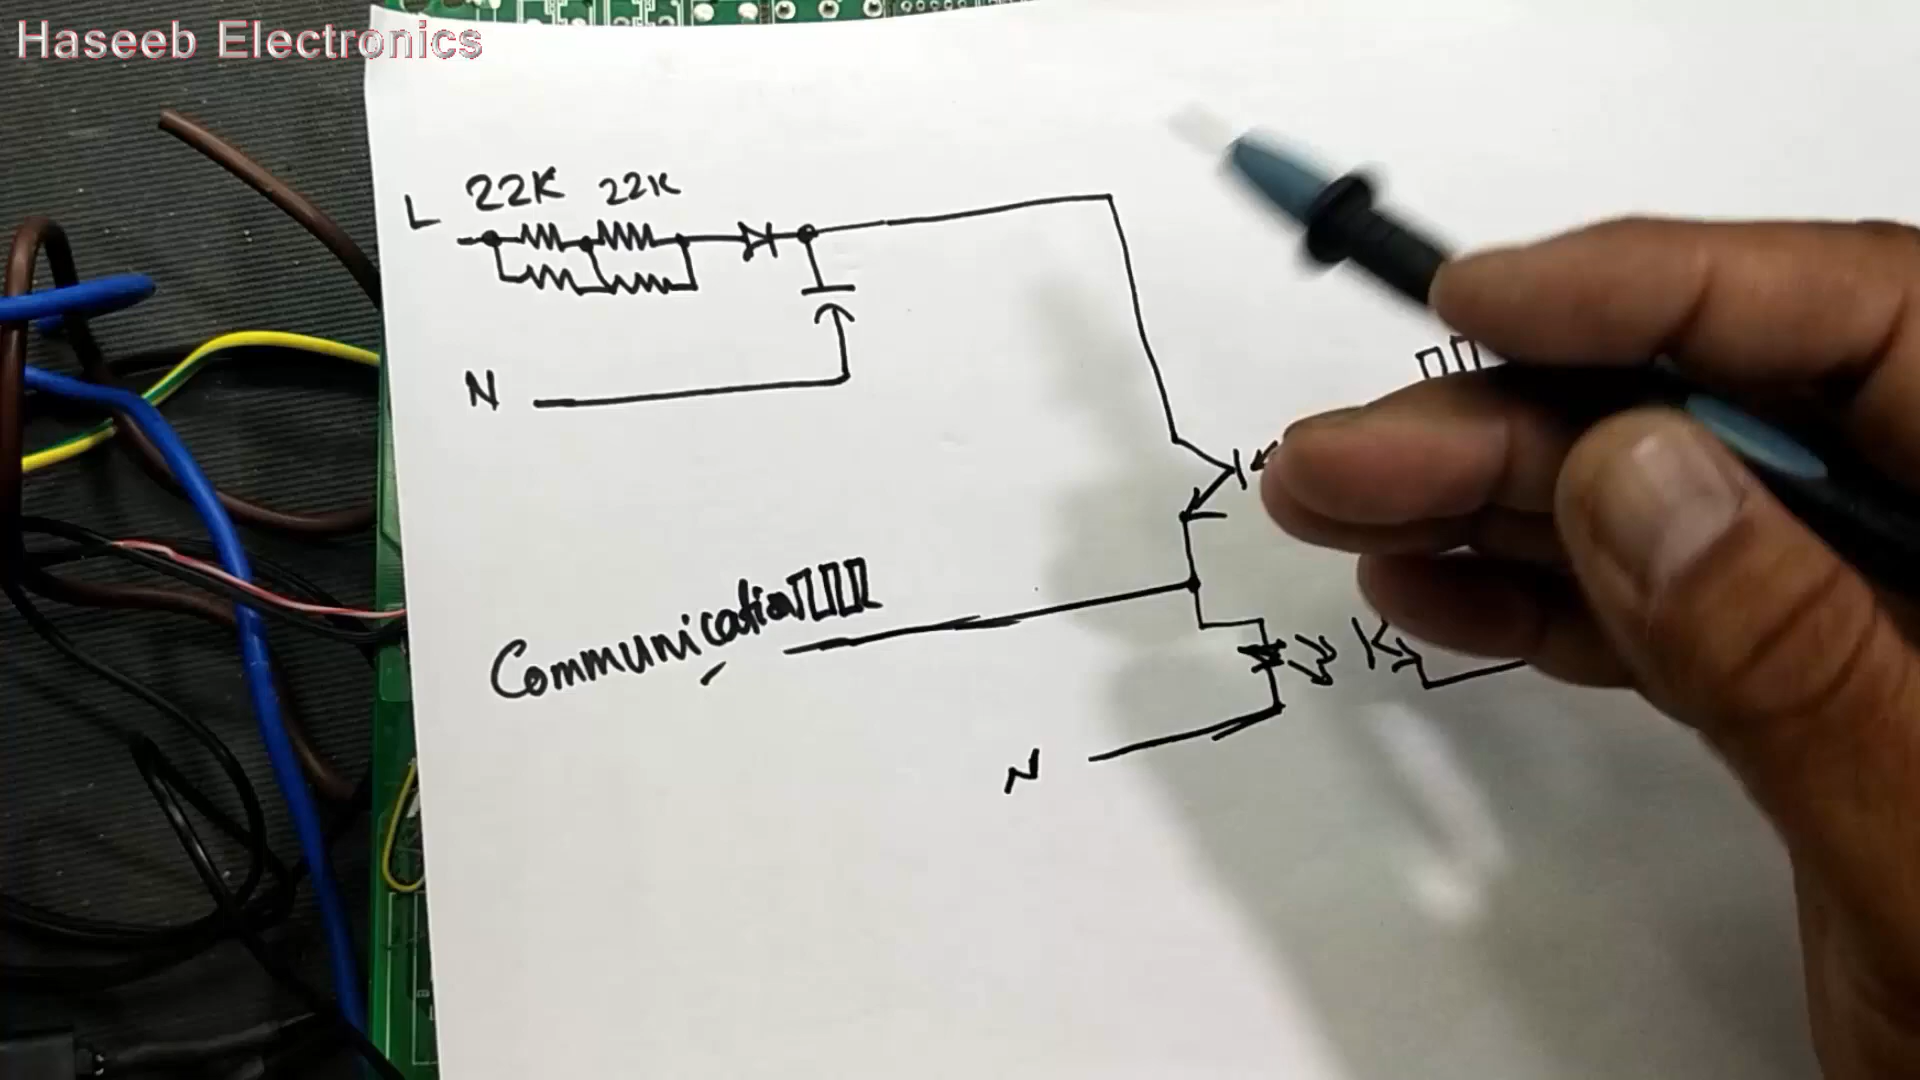 Haseeb Electronics
22K 22K
L
N
Communication
N